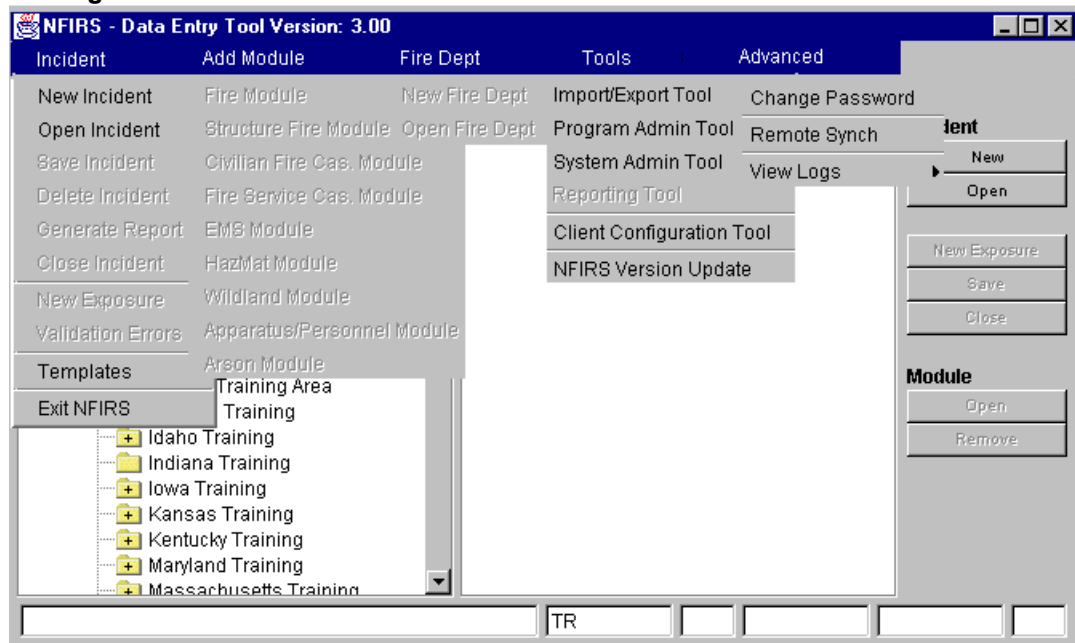 NFIRS - Data Entry Tool Version: 3.00
Incident Add Module Fire Dept Tools Advanced
New Incident
Open Incident
Save Incident
Delete Incident
Generate Report
Close Incident
New Exposure
Validation Errors
Templates
Exit NFIRS
Fire Module
Structure Fire Module
Civilian Fire Cas. Module
Fire Service Cas. Module
EMS Module
HazMat Module
Wildland Module
Apparatus/Personnel Module
Arson Module
New Fire Dept
Open Fire Dept
Import/Export Tool
Program Admin Tool
System Admin Tool
Reporting Tool
Client Configuration Tool
NFIRS Version Update
Change Password
Remote Synch
View Logs
New
Open
New Exposure
Save
Close
Module
Open
Remove
Training Area
Training
Idaho Training
Indiana Training
Iowa Training
Kansas Training
Kentucky Training
Maryland Training
Massachusetts Training
TR